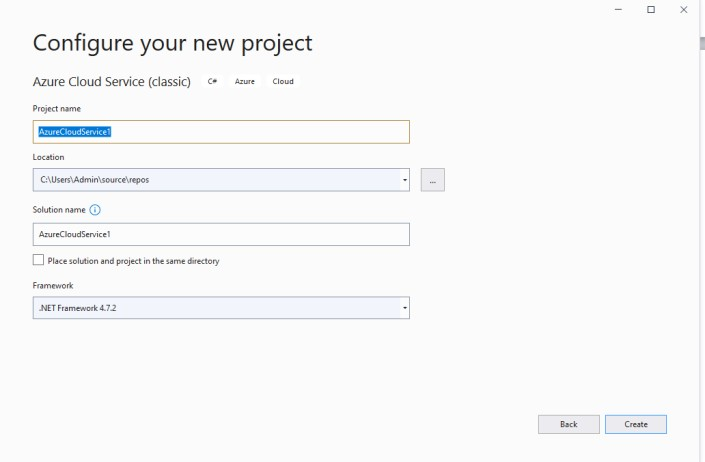 Configure your new project
Azure Cloud Service (classic) C# Azure Cloud
Project name
AzureCloudService1
Location
C:\Users\Admin\source\repos
...
Solution name
AzureCloudService1
Place solution and project in the same directory
Framework
.NET Framework 4.7.2
Back Create